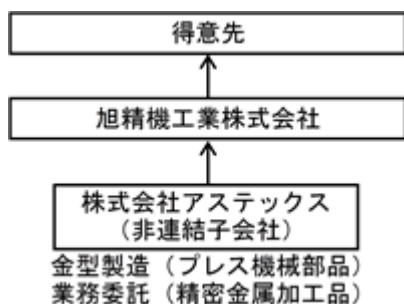 得意先
旭精機工業株式会社
株式会社アステックス
（非連結子会社）
金型製造（プレス機械部品）
業務委託（精密金属加工品）